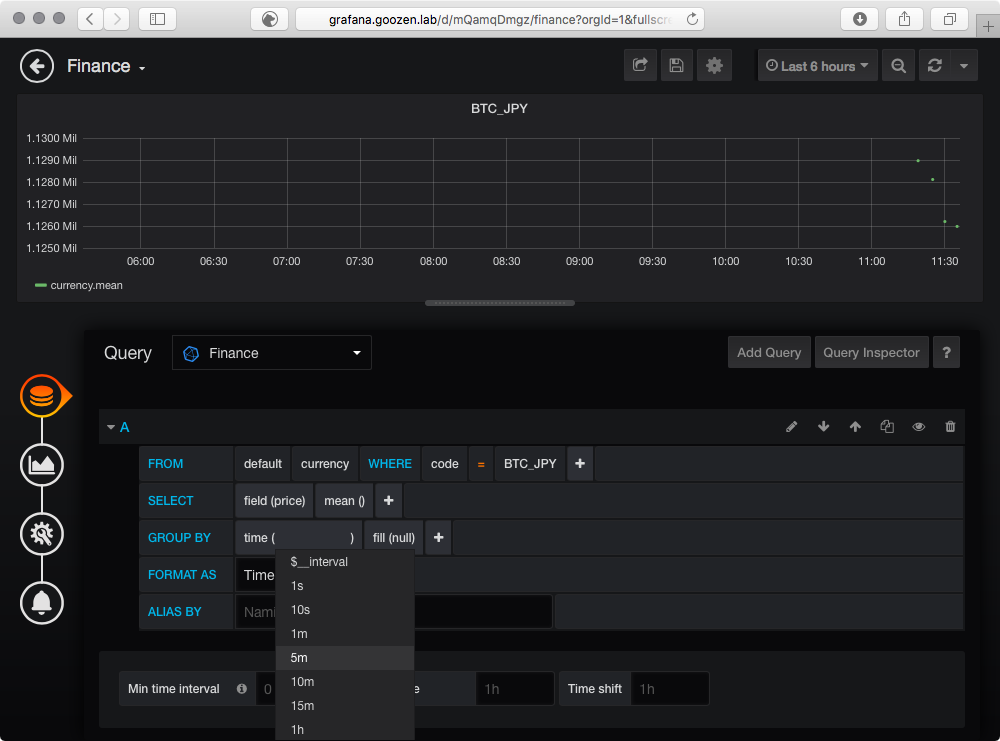 grafana.goozen.lab/d/mQamqDmgz/finance?orgId=1&fullscr
Finance
Last 6 hours
BTC_JPY
1.1300 Mil
1.1290 Mil
1.1280 Mil
1.1270 Mil
1.1260 Mil
1.1250 Mil
06:00 06:30 07:00 07:30 08:00 08:30 09:00 09:30 10:00 10:30 11:00 11:30
currency.mean
Query Finance Add Query Query Inspector ?
A
FROM default currency WHERE code = BTC_JPY +
SELECT field (price) mean () +
GROUP BY time ( ) fill (null) +
$__interval
FORMAT AS Time
1s
10s
ALIAS BY Nami
1m
5m
10m
Min time interval 0 e 1h Time shift 1h
15m
1h